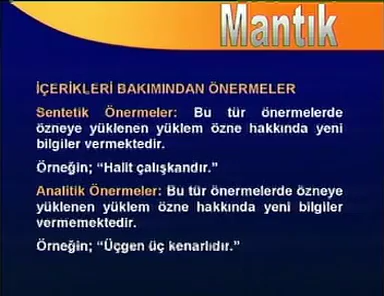 Mantık
İÇERİKLERİ BAKIMINDAN ÖNERMELER
Sentetik Önermeler: Bu tür önermelerde
özneye yüklenen yüklem özne hakkında yeni
bilgiler vermektedir.
Örneğin; “Halit çalışkandır.”
Analitik Önermeler: Bu tür önermelerde özneye
yüklenen yüklem özne hakkında yeni bilgiler
vermemektedir.
Örneğin; “Üçgen üç kenarlıdır.”